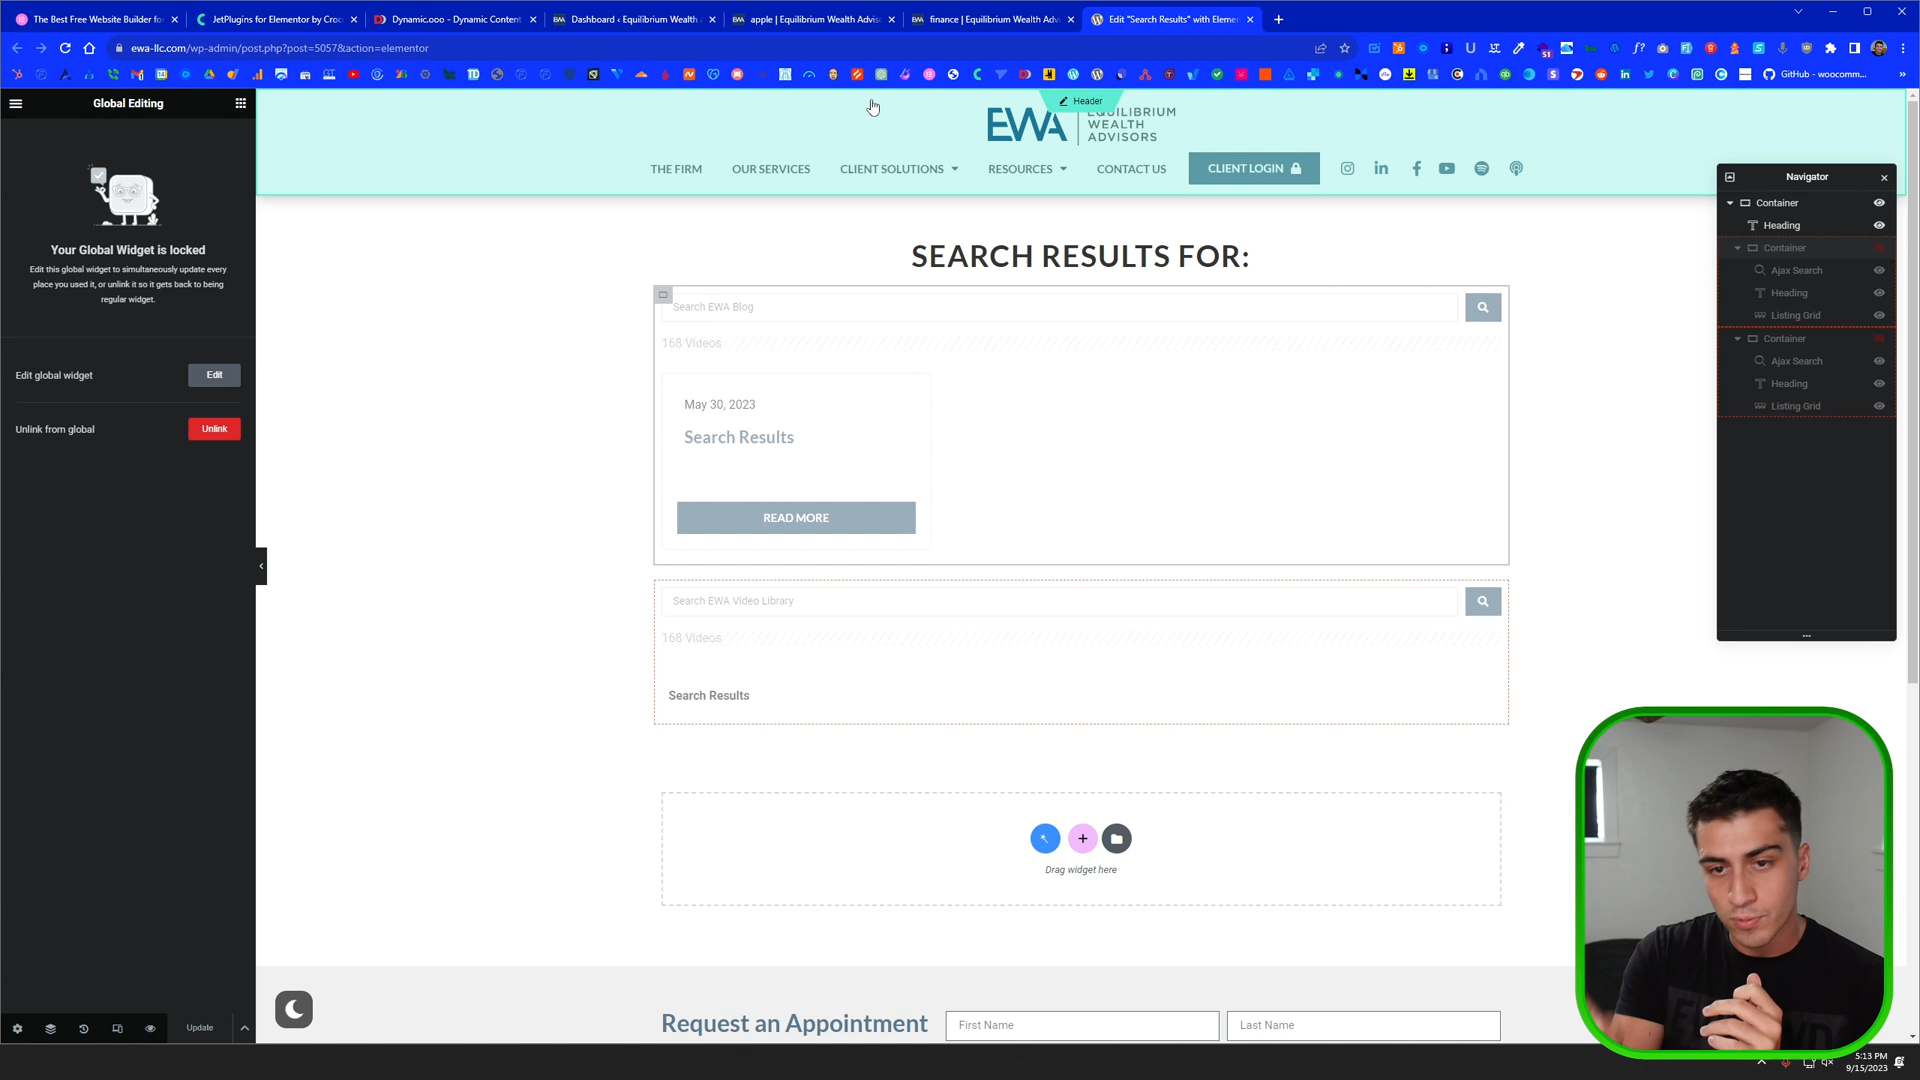 The Best Free Website Builder for
JetPlugins for Elementor by Croc
Dynamic.ooo - Dynamic Content
Dashboard ‹ Equilibrium Wealth
apple | Equilibrium Wealth Advis
finance | Equilibrium Wealth Advi
Edit "Search Results" with Elemen
ewa-llc.com/wp-admin/post.php?post=5057&action=elementor
GitHub - woocomm...
Global Editing
Your Global Widget is locked
Edit this global widget to simultaneously update every
place you used it, or unlink it so it gets back to being
regular widget.
Edit global widget
Edit
Unlink from global
Unlink
Update
Header
EWA
EQUILIBRIUM
WEALTH
ADVISORS
THE FIRM
OUR SERVICES
CLIENT SOLUTIONS
RESOURCES
CONTACT US
CLIENT LOGIN
SEARCH RESULTS FOR:
Search EWA Blog
168 Videos
May 30, 2023
Search Results
READ MORE
Search EWA Video Library
168 Videos
Search Results
Drag widget here
Request an Appointment
First Name
Last Name
Navigator
Container
Heading
Container
Ajax Search
Heading
Listing Grid
Container
Ajax Search
Heading
Listing Grid
5:13 PM
9/15/2023